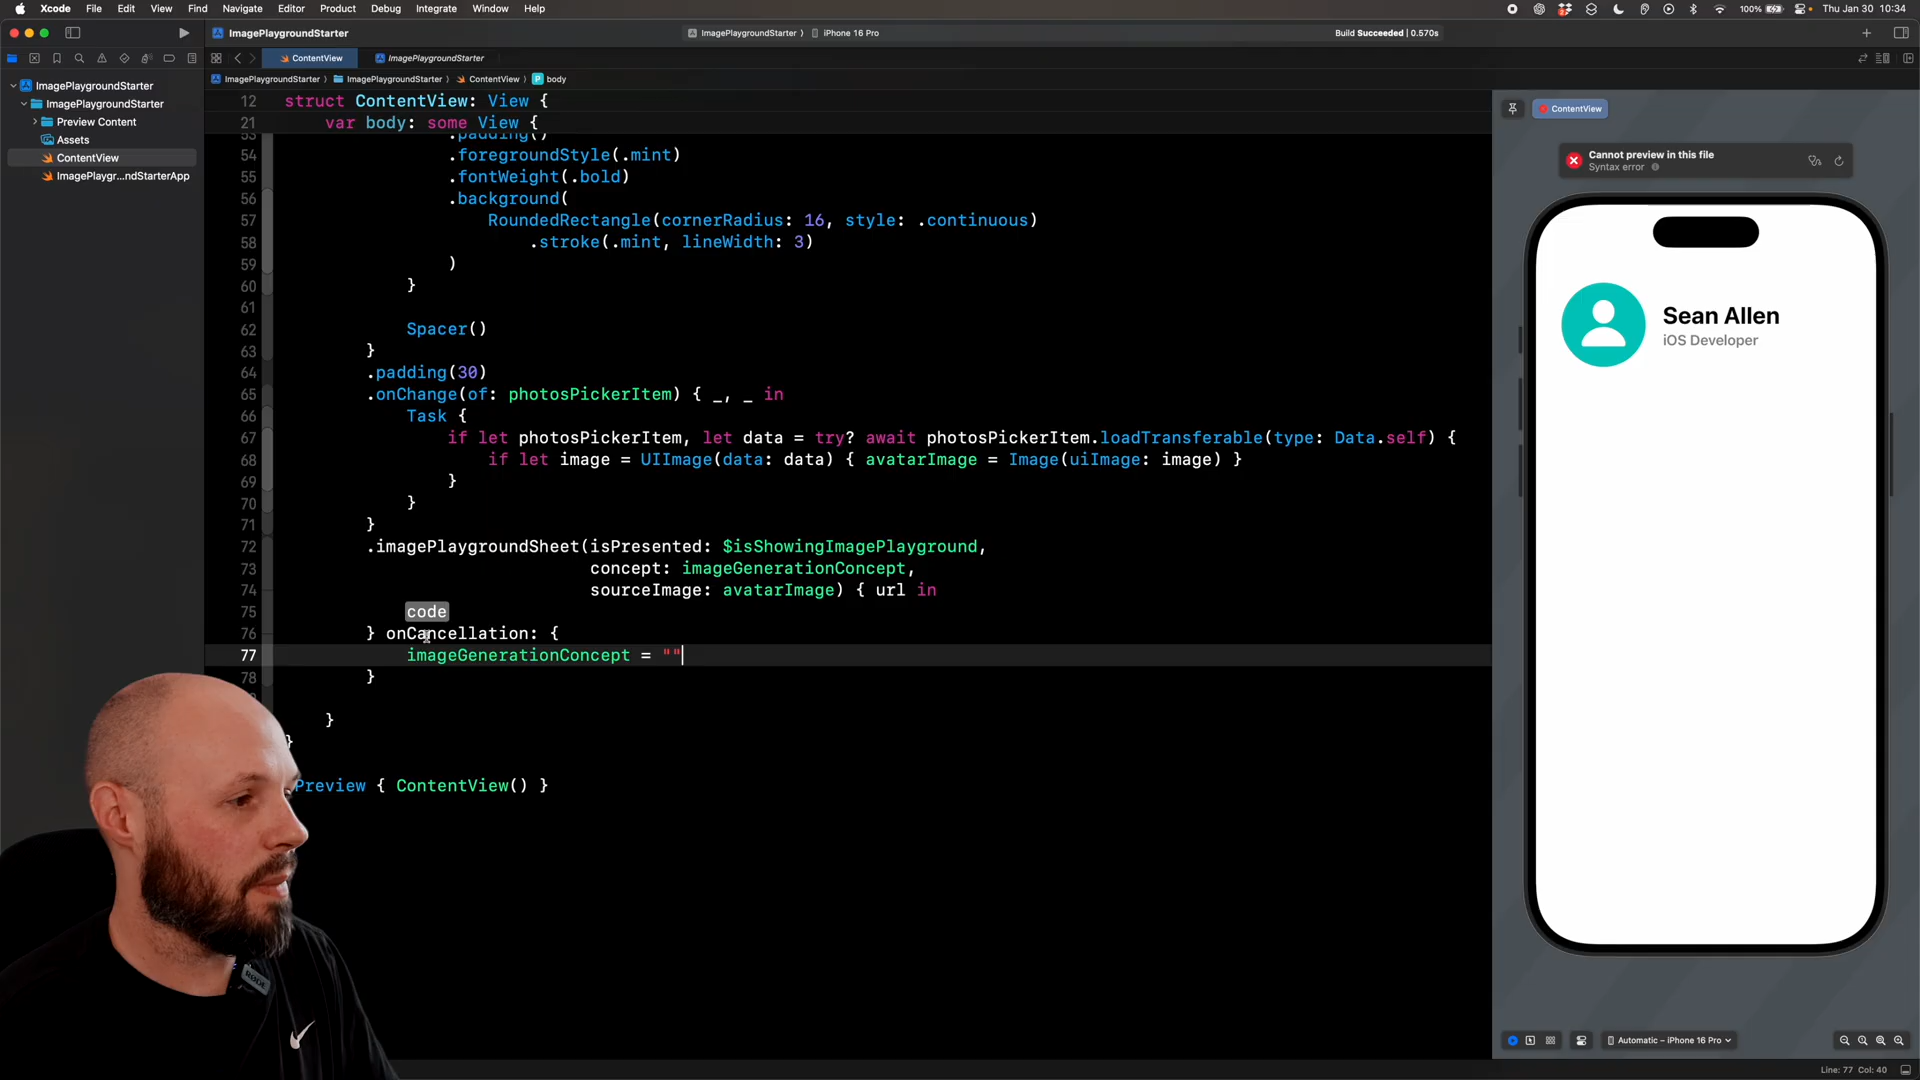 Xcode File Edit View Find Navigate Editor Product Debug Integrate Window Help 100% Thu Jan 30 10:34
ImagePlaygroundStarter ImagePlaygroundStarter 〉 iPhone 16 Pro Build Succeeded | 0.570s
ContentView ImagePlaygroundStarter
ImagePlaygroundStarter 〉 ImagePlaygroundStarter 〉 ContentView 〉 P body
ImagePlaygroundStarter
ImagePlaygroundStarter
Preview Content
Assets
ContentView
ImagePlaygr...ndStarterApp
12 struct ContentView: View {
21 var body: some View {
53 .padding()
54 .foregroundStyle(.mint)
55 .fontWeight(.bold)
56 .background(
57 RoundedRectangle(cornerRadius: 16, style: .continuous)
58 .stroke(.mint, lineWidth: 3)
59 )
60 }
61
62 Spacer()
63 }
64 .padding(30)
65 .onChange(of: photosPickerItem) { _, _ in
66 Task {
67 if let photosPickerItem, let data = try? await photosPickerItem.loadTransferable(type: Data.self) {
68 if let image = UIImage(data: data) { avatarImage = Image(uiImage: image) }
69 }
70 }
71 }
72 .imagePlaygroundSheet(isPresented: $isShowingImagePlayground,
73 concept: imageGenerationConcept,
74 sourceImage: avatarImage) { url in
75 code
76 } onCancellation: {
77 imageGenerationConcept = ""
78 }
}
}
Preview { ContentView() }
ContentView
Cannot preview in this file
Syntax error
Sean Allen
iOS Developer
RØDE
Automatic – iPhone 16 Pro
Line: 77 Col: 40